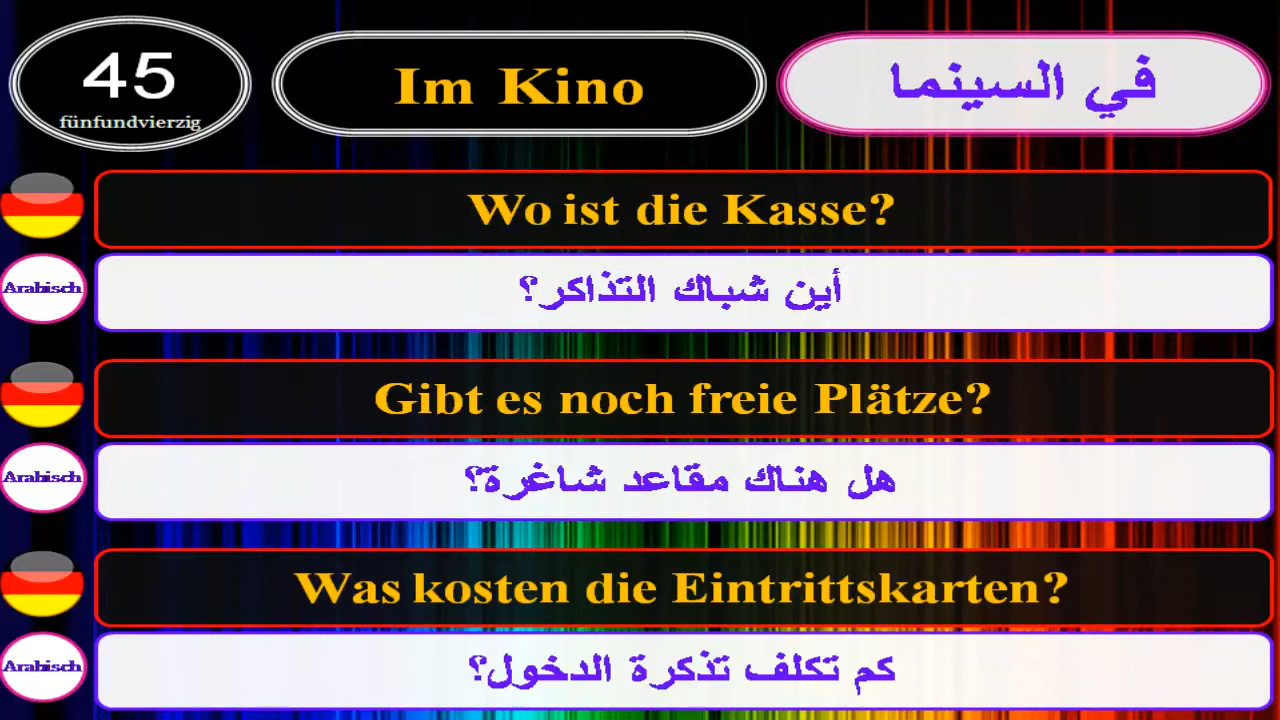 45
fünfundvierzig
Im Kino
في السينما
Wo ist die Kasse?
Arabisch
أين شباك التذاكر؟
Gibt es noch freie Plätze?
Arabisch
هل هناك مقاعد شاغرة؟
Was kosten die Eintrittskarten?
Arabisch
كم تكلف تذكرة الدخول؟